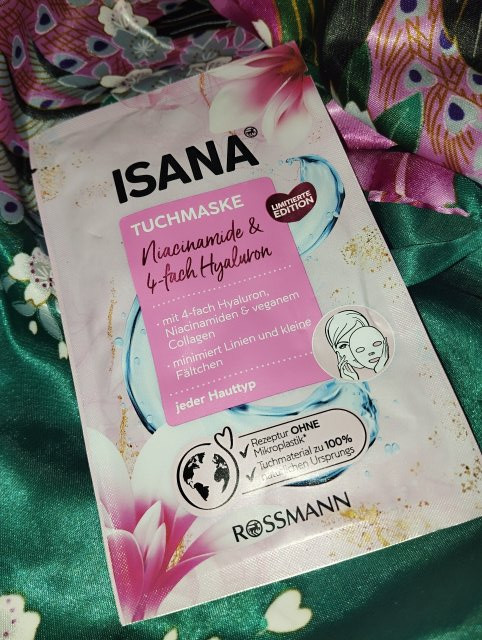 ISANA®
TUCHMASKE
LIMITIERTE
EDITION
Niacinamide &
4-fach Hyaluron
· mit 4-fach Hyaluron,
Niacinamiden & veganem
Collagen
· minimiert Linien und kleine
Fältchen
jeder Hauttyp
Rezeptur OHNE
Mikroplastik*
Tuchmaterial zu 100%
natürlichen Ursprungs
ROSSMANN